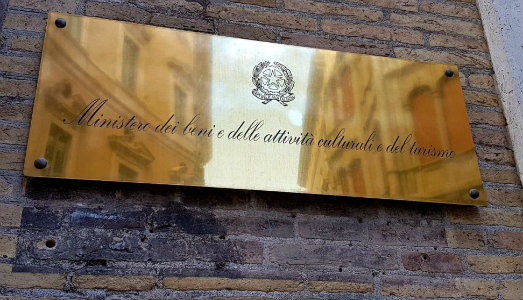 Ministero dei beni e delle attività culturali e del turismo